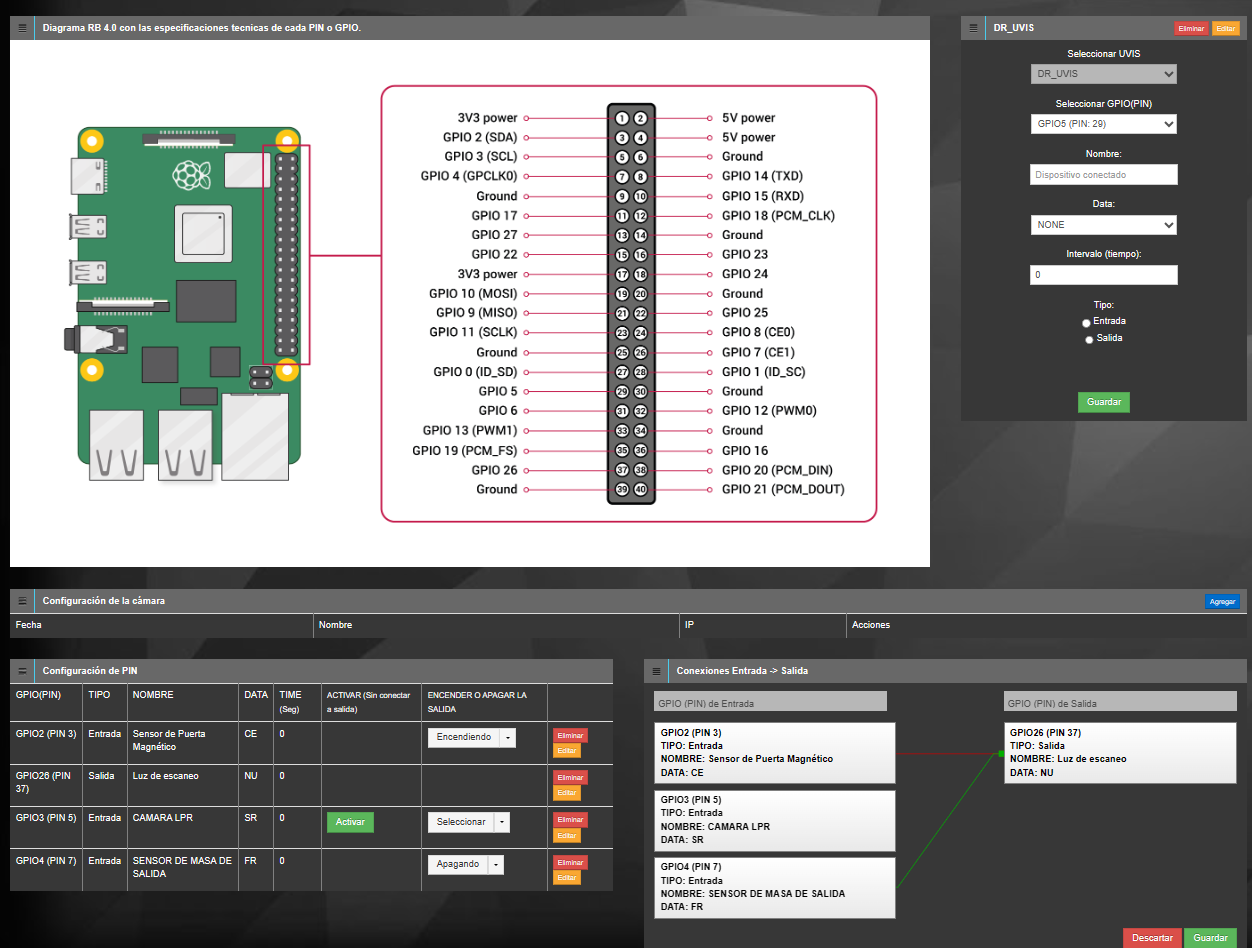 Diagrama RB 4.0 con las especificaciones tecnicas de cada PIN o GPIO.
3V3 power 1 2 5V power
GPIO 2 (SDA) 3 4 5V power
GPIO 3 (SCL) 5 6 Ground
GPIO 4 (GPCLK0) 7 8 GPIO 14 (TXD)
Ground 9 10 GPIO 15 (RXD)
GPIO 17 11 12 GPIO 18 (PCM_CLK)
GPIO 27 13 14 Ground
GPIO 22 15 16 GPIO 23
3V3 power 17 18 GPIO 24
GPIO 10 (MOSI) 19 20 Ground
GPIO 9 (MISO) 21 22 GPIO 25
GPIO 11 (SCLK) 23 24 GPIO 8 (CE0)
Ground 25 26 GPIO 7 (CE1)
GPIO 0 (ID_SD) 27 28 GPIO 1 (ID_SC)
GPIO 5 29 30 Ground
GPIO 6 31 32 GPIO 12 (PWM0)
GPIO 13 (PWM1) 33 34 Ground
GPIO 19 (PCM_FS) 35 36 GPIO 16
GPIO 26 37 38 GPIO 20 (PCM_DIN)
Ground 39 40 GPIO 21 (PCM_DOUT)
DR_UVIS Eliminar Editar
Seleccionar UVIS
DR_UVIS
Seleccionar GPIO(PIN)
GPIO5 (PIN: 29)
Nombre:
Dispositivo conectado
Data:
NONE
Intervalo (tiempo):
0
Tipo:
Entrada
Salida
Guardar
Configuración de la cámara Agregar
Fecha Nombre IP Acciones
Configuración de PIN
GPIO(PIN) TIPO NOMBRE DATA TIME (Seg) ACTIVAR (Sin conectar a salida) ENCENDER O APAGAR LA SALIDA
GPIO2 (PIN 3) Entrada Sensor de Puerta Magnético CE 0 Encendiendo Eliminar Editar
GPIO26 (PIN 37) Salida Luz de escaneo NU 0 Eliminar Editar
GPIO3 (PIN 5) Entrada CAMARA LPR SR 0 Activar Seleccionar Eliminar Editar
GPIO4 (PIN 7) Entrada SENSOR DE MASA DE SALIDA FR 0 Apagando Eliminar Editar
Conexiones Entrada -> Salida
GPIO (PIN) de Entrada
GPIO2 (PIN 3)
TIPO: Entrada
NOMBRE: Sensor de Puerta Magnético
DATA: CE
GPIO3 (PIN 5)
TIPO: Entrada
NOMBRE: CAMARA LPR
DATA: SR
GPIO4 (PIN 7)
TIPO: Entrada
NOMBRE: SENSOR DE MASA DE SALIDA
DATA: FR
GPIO (PIN) de Salida
GPIO26 (PIN 37)
TIPO: Salida
NOMBRE: Luz de escaneo
DATA: NU
Descartar Guardar